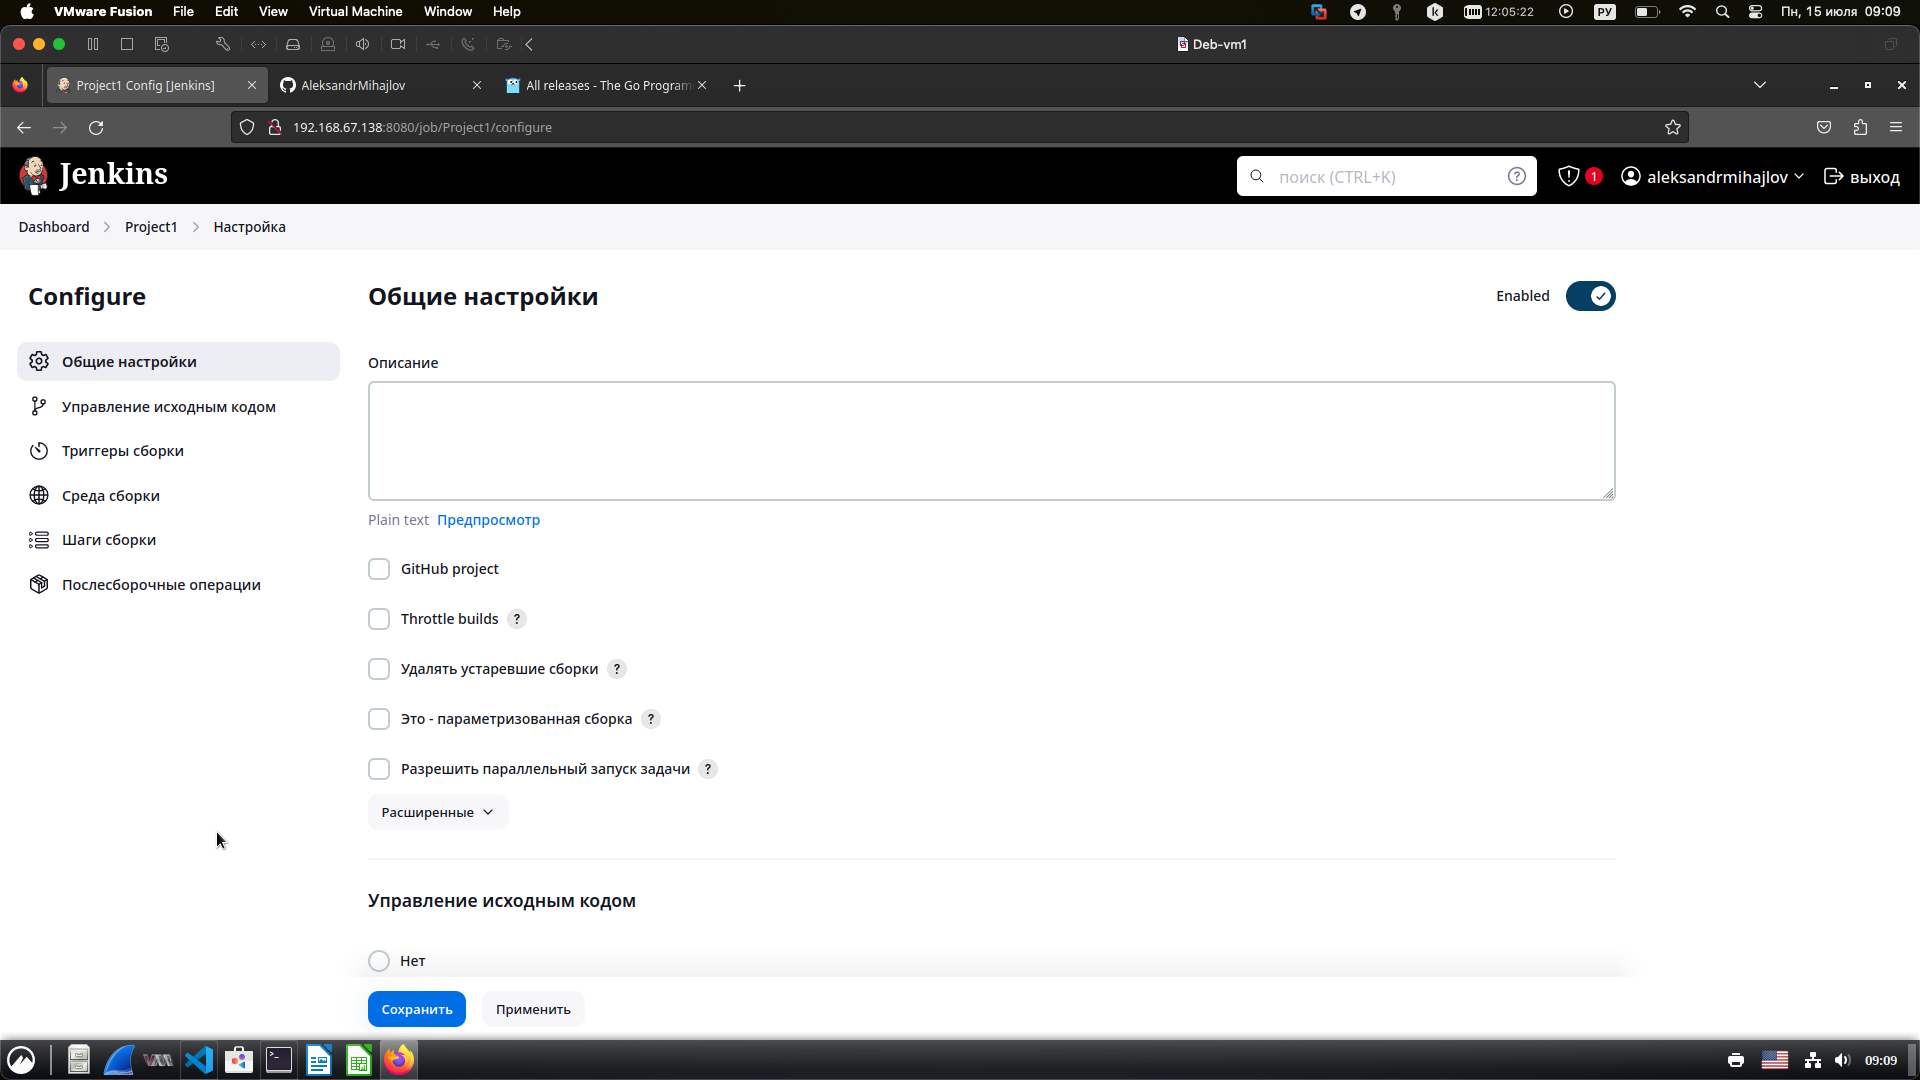 VMware Fusion File Edit View Virtual Machine Window Help 12:05:22 РУ Пн, 15 июля 09:09
Deb-vm1
Project1 Config [Jenkins] AleksandrMihajlov All releases - The Go Program
192.168.67.138:8080/job/Project1/configure
Jenkins поиск (CTRL+K) ? 1 aleksandrmihajlov выход
Dashboard Project1 Настройка
Configure
Общие настройки
Управление исходным кодом
Триггеры сборки
Среда сборки
Шаги сборки
Послесборочные операции
Общие настройки
Enabled
Описание
Plain text Предпросмотр
GitHub project
Throttle builds ?
Удалять устаревшие сборки ?
Это - параметризованная сборка ?
Разрешить параллельный запуск задачи ?
Расширенные
Управление исходным кодом
Нет
Сохранить Применить
09:09